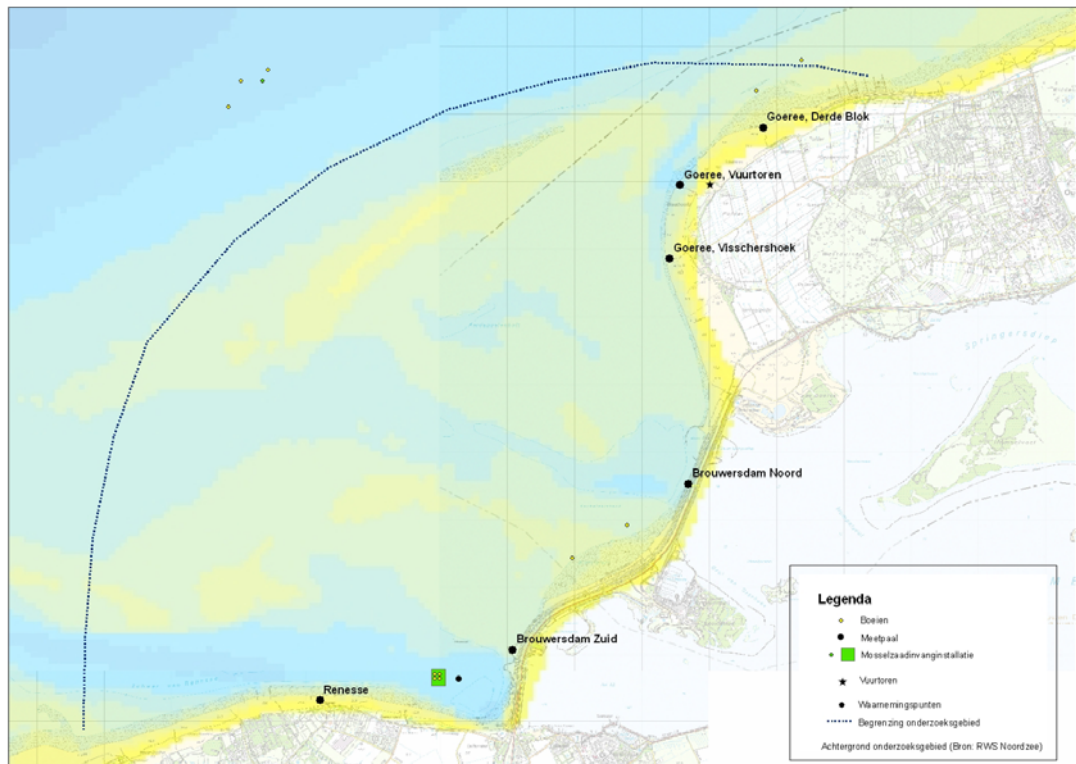 Goeree, Derde Blok
Goeree, Vuurtoren
Goeree, Visschershoek
Springersdiep
Brouwersdam Noord
Brouwersdam Zuid
Renesse
Legenda
Boeien
Meetpaal
Mosselzaadinvanginstallatie
Vuurtoren
Waarnemingspunten
Begrenzing onderzoeksgebied
Achtergrond onderzoeksgebied (Bron: RWS Noordzee)